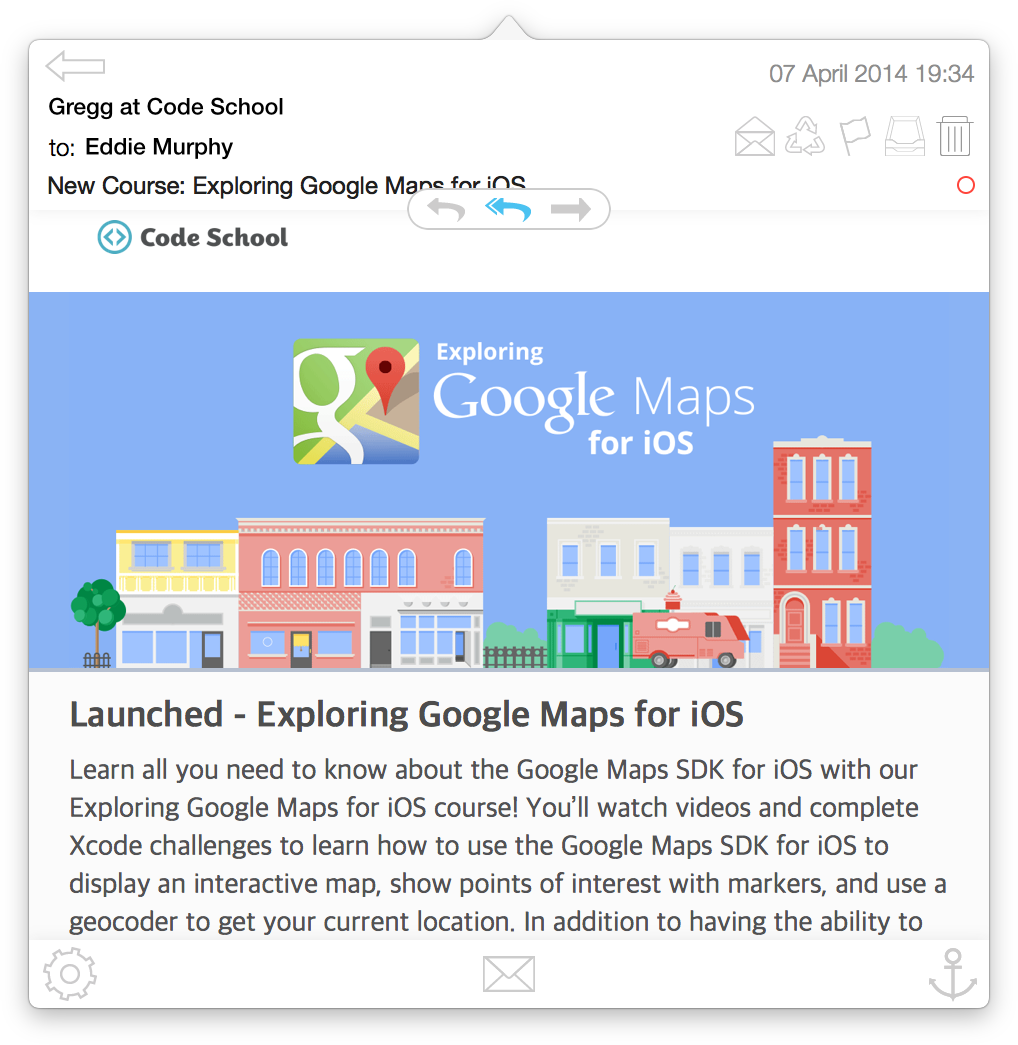 07 April 2014 19:34
Gregg at Code School
to: Eddie Murphy
New Course: Exploring Google Maps for iOS
Code School
g
Exploring
Google Maps
for iOS
Launched - Exploring Google Maps for iOS
Learn all you need to know about the Google Maps SDK for iOS with our
Exploring Google Maps for iOS course! You’ll watch videos and complete
Xcode challenges to learn how to use the Google Maps SDK for iOS to
display an interactive map, show points of interest with markers, and use a
geocoder to get your current location. In addition to having the ability to